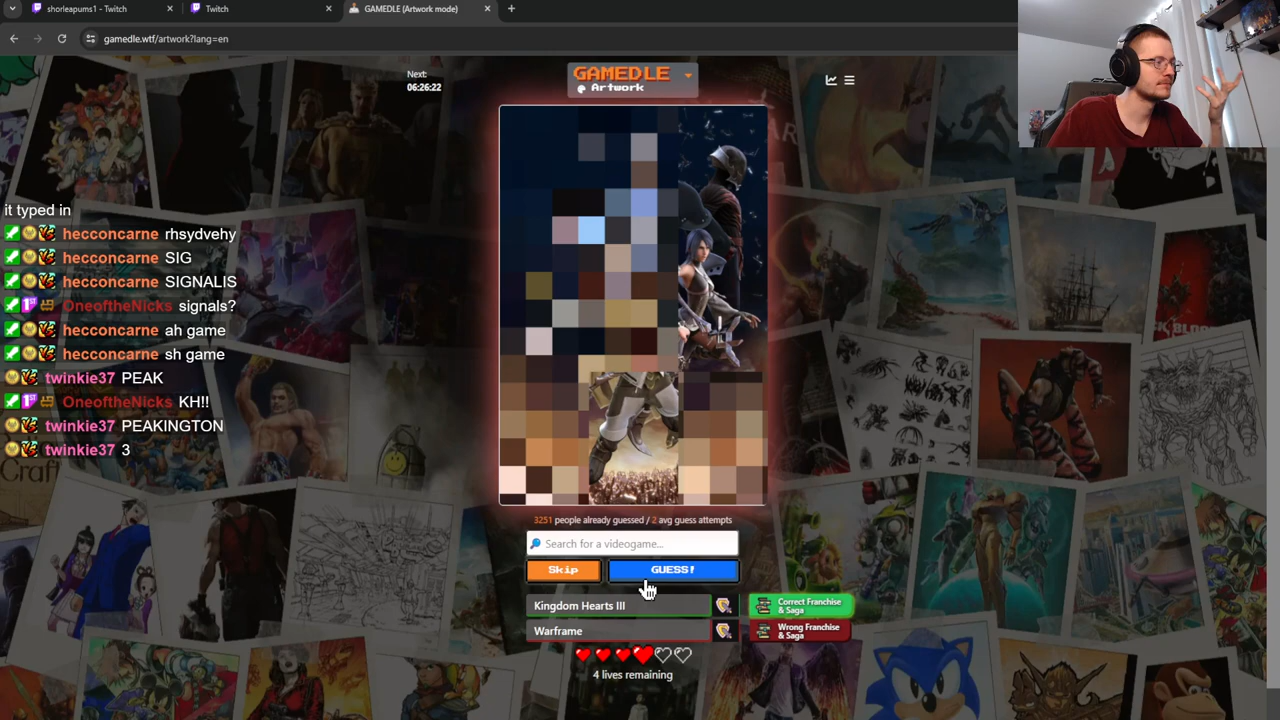 shorleapums1 - Twitch
Twitch
GAMEDLE (Artwork mode)
gamedle.wtf/artwork?lang=en
Next:
06:26:22
GAMEDLE
Artwork
it typed in
hecconcarne rhsydvehy
hecconcarne SIG
hecconcarne SIGNALIS
OneoftheNicks signals?
hecconcarne ah game
hecconcarne sh game
twinkie37 PEAK
OneoftheNicks KH!!
twinkie37 PEAKINGTON
twinkie37 3
3251 people already guessed / 2 avg guess attempts
Search for a videogame...
Skip
GUESS!
Kingdom Hearts III
Correct Franchise
& Saga
Warframe
Wrong Franchise
& Saga
4 lives remaining